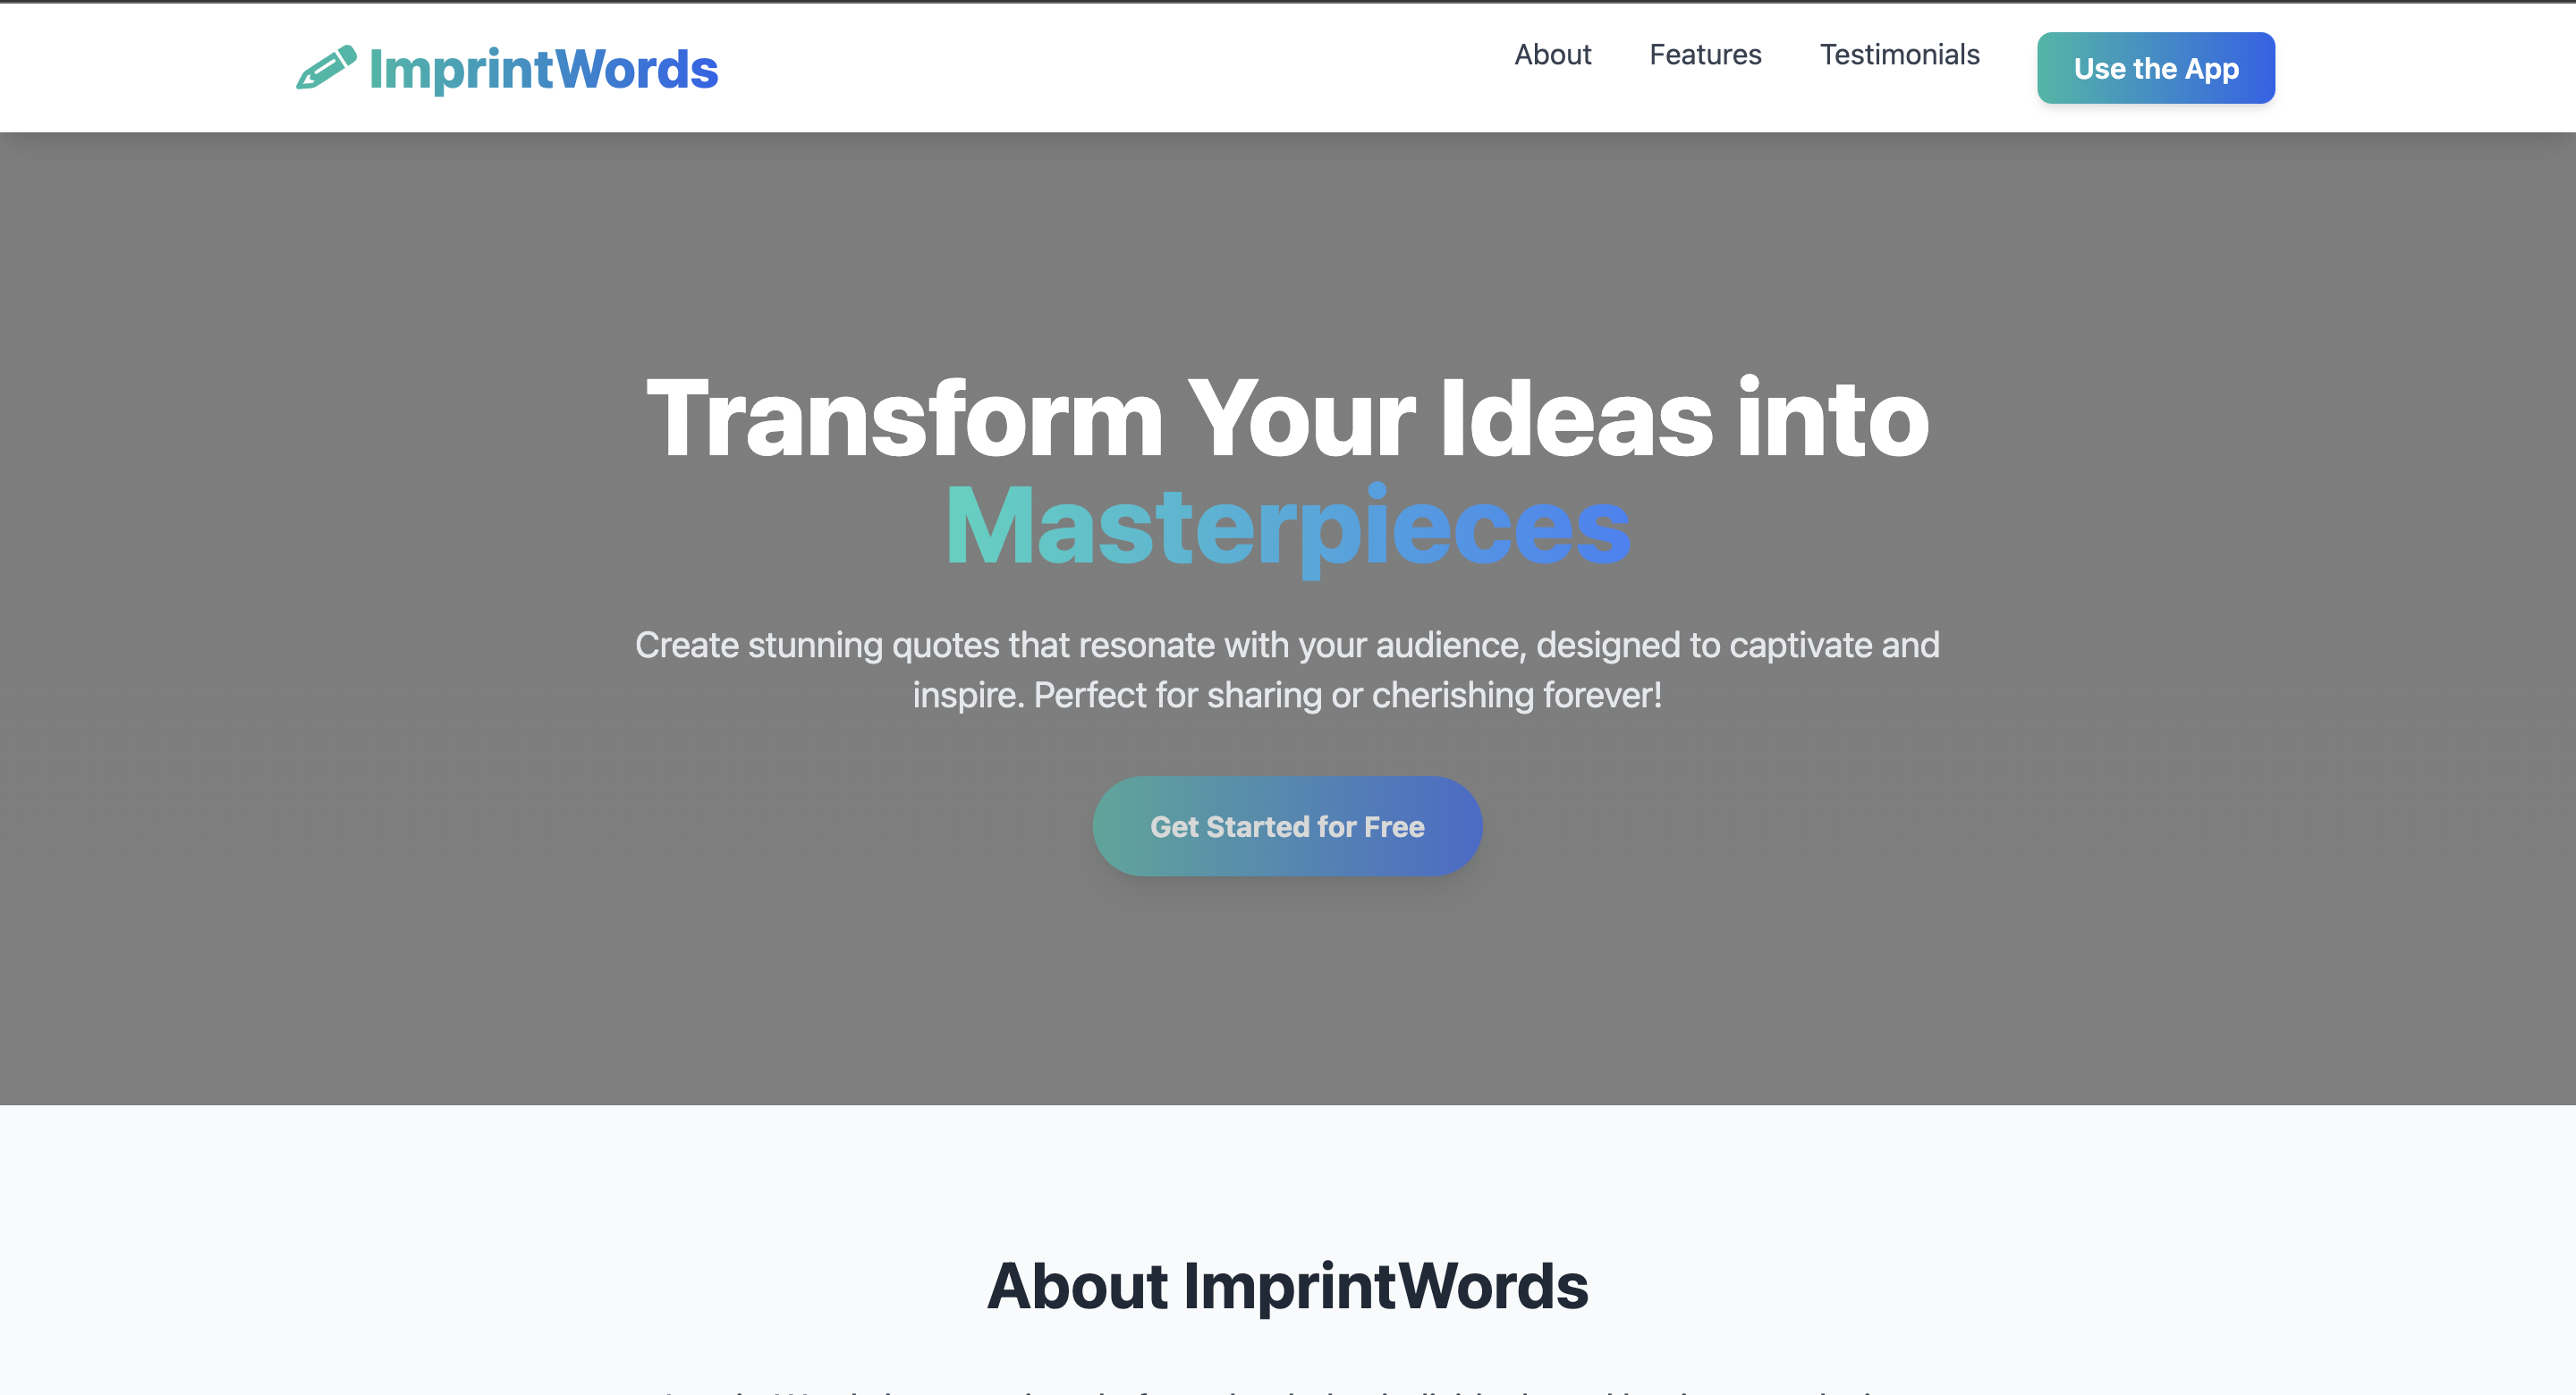 ImprintWords
About
Features
Testimonials
Use the App
Transform Your Ideas into
Masterpieces
Create stunning quotes that resonate with your audience, designed to captivate and
inspire. Perfect for sharing or cherishing forever!
Get Started for Free
About ImprintWords